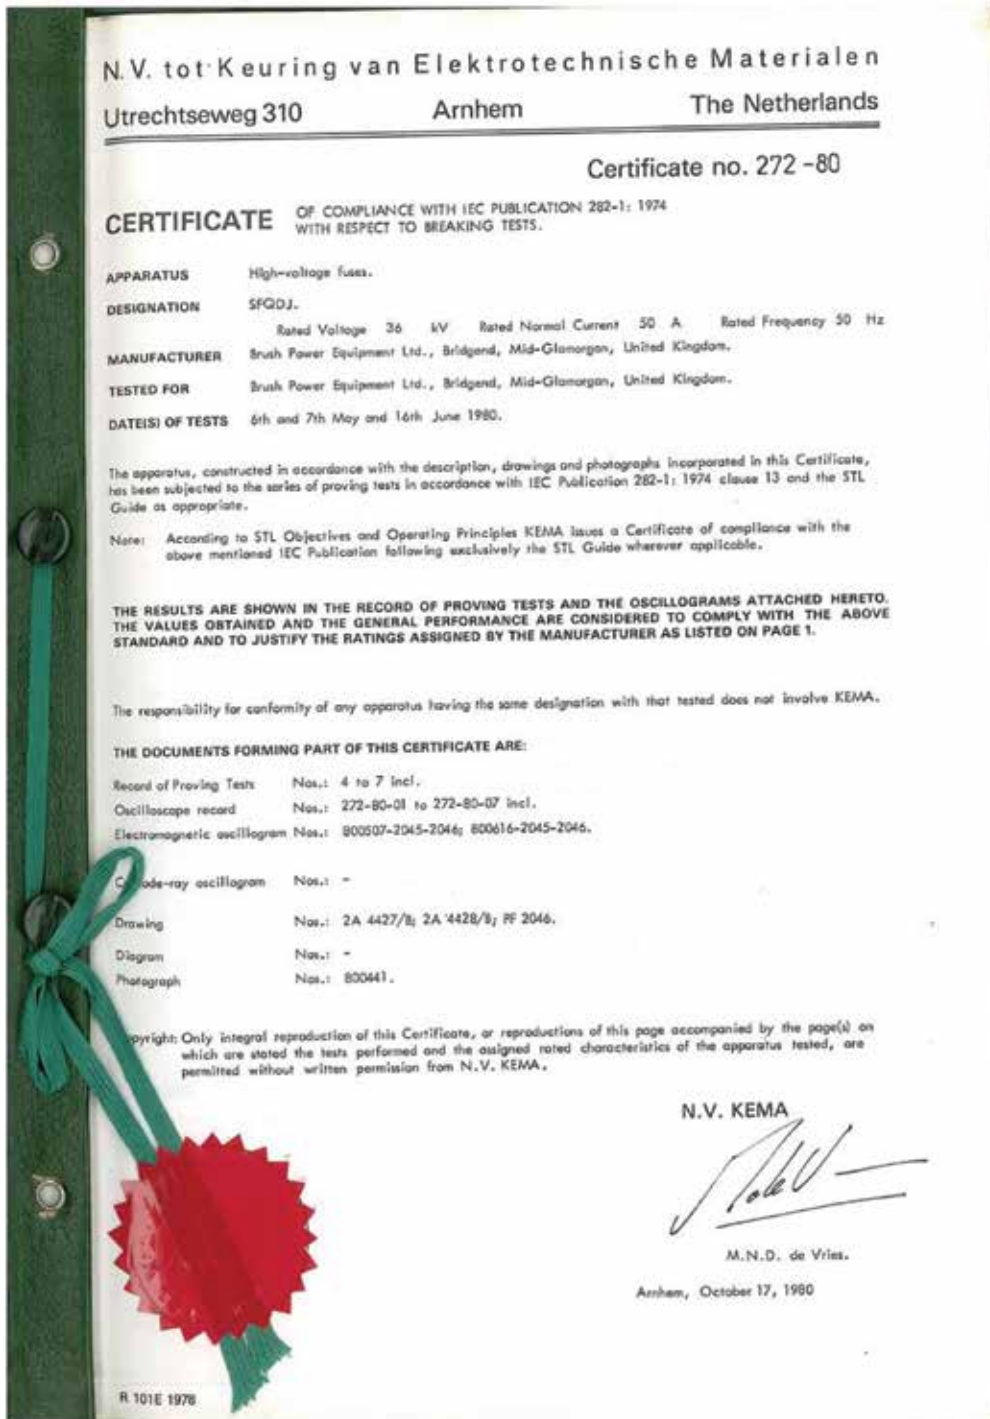 N.V. tot Keuring van Elektrotechnische Materialen
Utrechtseweg 310 Arnhem The Netherlands
Certificate no. 272-80
CERTIFICATE OF COMPLIANCE WITH IEC PUBLICATION 282-1: 1974
WITH RESPECT TO BREAKING TESTS.
APPARATUS High-voltage fuses.
DESIGNATION SFQDJ.
Rated Voltage 36 kV Rated Normal Current 50 A Rated Frequency 50 Hz
MANUFACTURER Brush Power Equipment Ltd., Bridgend, Mid-Glamorgan, United Kingdom.
TESTED FOR Brush Power Equipment Ltd., Bridgend, Mid-Glamorgan, United Kingdom.
DATE(S) OF TESTS 6th and 7th May and 16th June 1980.
The apparatus, constructed in accordance with the description, drawings and photographs incorporated in this Certificate,
has been subjected to the series of proving tests in accordance with IEC Publication 282-1: 1974 clause 13 and the STL
Guide as appropriate.
Note: According to STL Objectives and Operating Principles KEMA issues a Certificate of compliance with the
above mentioned IEC Publication following exclusively the STL Guide wherever applicable.
THE RESULTS ARE SHOWN IN THE RECORD OF PROVING TESTS AND THE OSCILLOGRAMS ATTACHED HERETO.
THE VALUES OBTAINED AND THE GENERAL PERFORMANCE ARE CONSIDERED TO COMPLY WITH THE ABOVE
STANDARD AND TO JUSTIFY THE RATINGS ASSIGNED BY THE MANUFACTURER AS LISTED ON PAGE 1.
The responsibility for conformity of any apparatus having the same designation with that tested does not involve KEMA.
THE DOCUMENTS FORMING PART OF THIS CERTIFICATE ARE:
Record of Proving Tests Nos.: 4 to 7 incl.
Oscilloscope record Nos.: 272-80-01 to 272-80-07 incl.
Electromagnetic oscillogram Nos.: 800507-2045-2046; 800616-2045-2046.
C ode-ray oscillogram Nos.: -
Drawing Nos.: 2A 4427/B; 2A 4428/B; PF 2046.
Diagram Nos.: -
Photograph Nos.: 800441.
opyright: Only integral reproduction of this Certificate, or reproductions of this page accompanied by the page(s) on
which are stated the tests performed and the assigned rated characteristics of the apparatus tested, are
permitted without written permission from N.V. KEMA.
N.V. KEMA
M.N.D. de Vries.
Arnhem, October 17, 1980
R 101E 1978